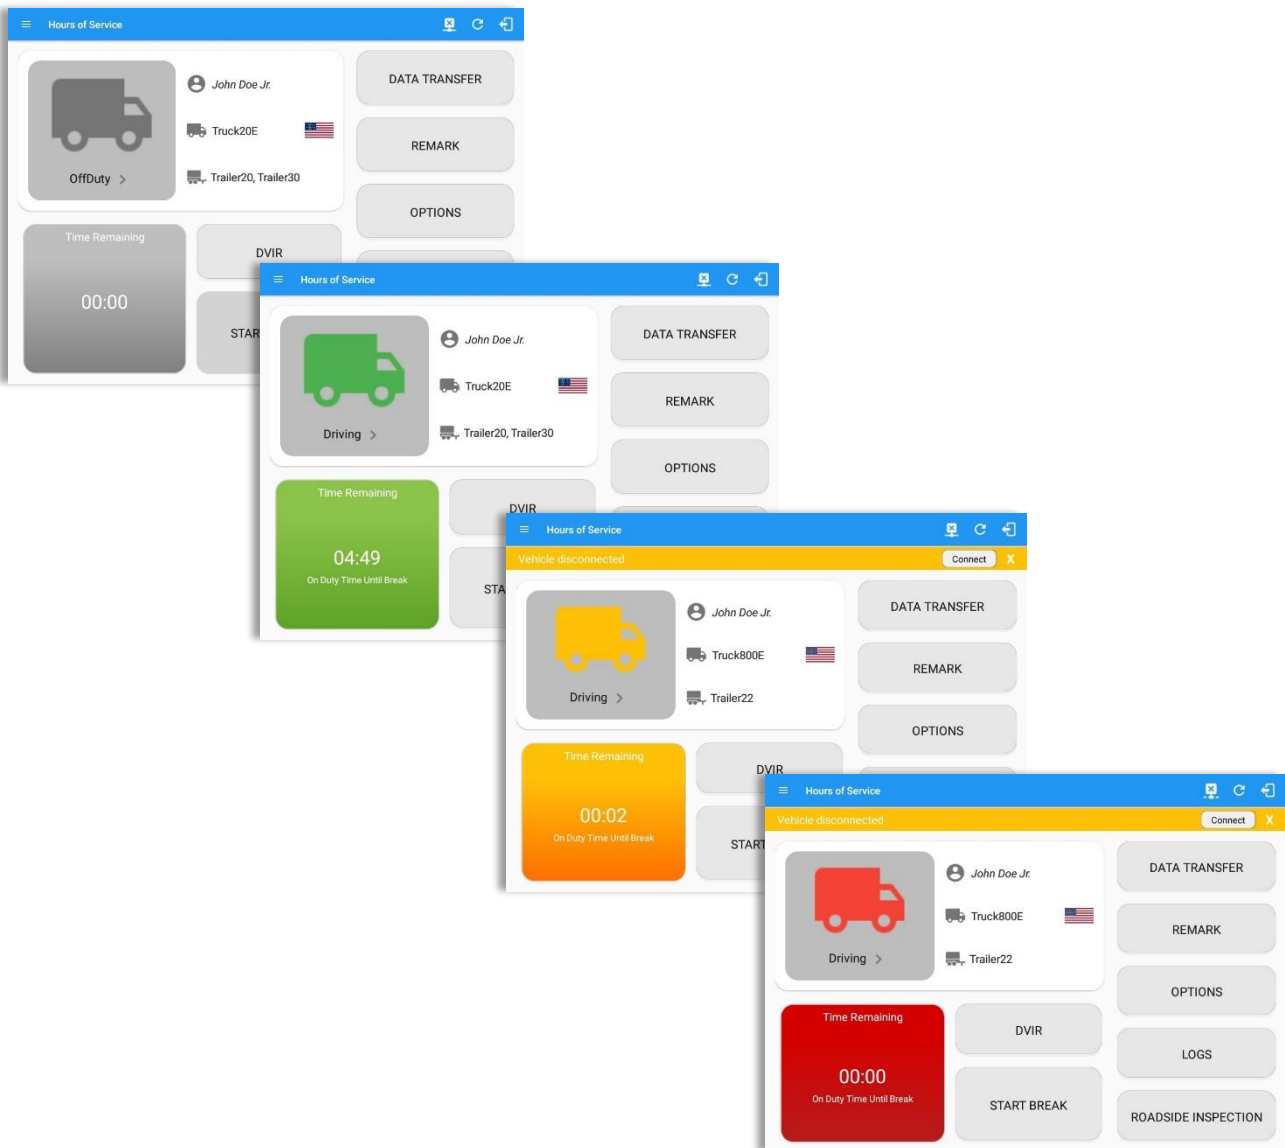 Hours of Service
John Doe Jr.
Truck20E
Trailer20, Trailer30
OffDuty
DATA TRANSFER
REMARK
OPTIONS
Time Remaining
00:00
DVIR
STAR
Hours of Service
John Doe Jr.
Truck20E
Trailer20, Trailer30
Driving
DATA TRANSFER
REMARK
OPTIONS
Time Remaining
04:49
On Duty Time Until Break
DVIR
STA
Hours of Service
Vehicle disconnected
Connect X
John Doe Jr.
Truck800E
Trailer22
Driving
DATA TRANSFER
REMARK
OPTIONS
Time Remaining
00:02
On Duty Time Until Break
DVIR
START
Hours of Service
Vehicle disconnected
Connect X
John Doe Jr.
Truck800E
Trailer22
Driving
DATA TRANSFER
REMARK
OPTIONS
LOGS
ROADSIDE INSPECTION
Time Remaining
00:00
On Duty Time Until Break
DVIR
START BREAK